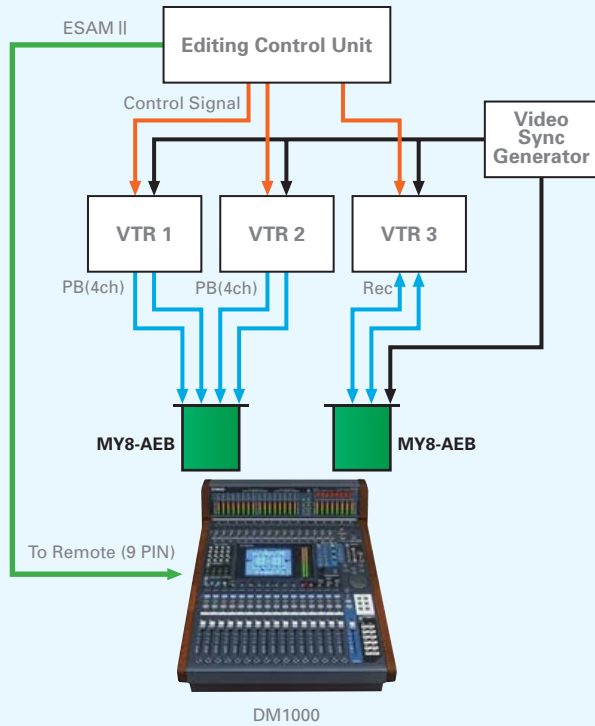 ESAM II
Editing Control Unit
Control Signal
Video
Sync
Generator
VTR 1
VTR 2
VTR 3
PB(4ch)
PB(4ch)
Rec
MY8-AEB
MY8-AEB
To Remote (9 PIN)
DM1000